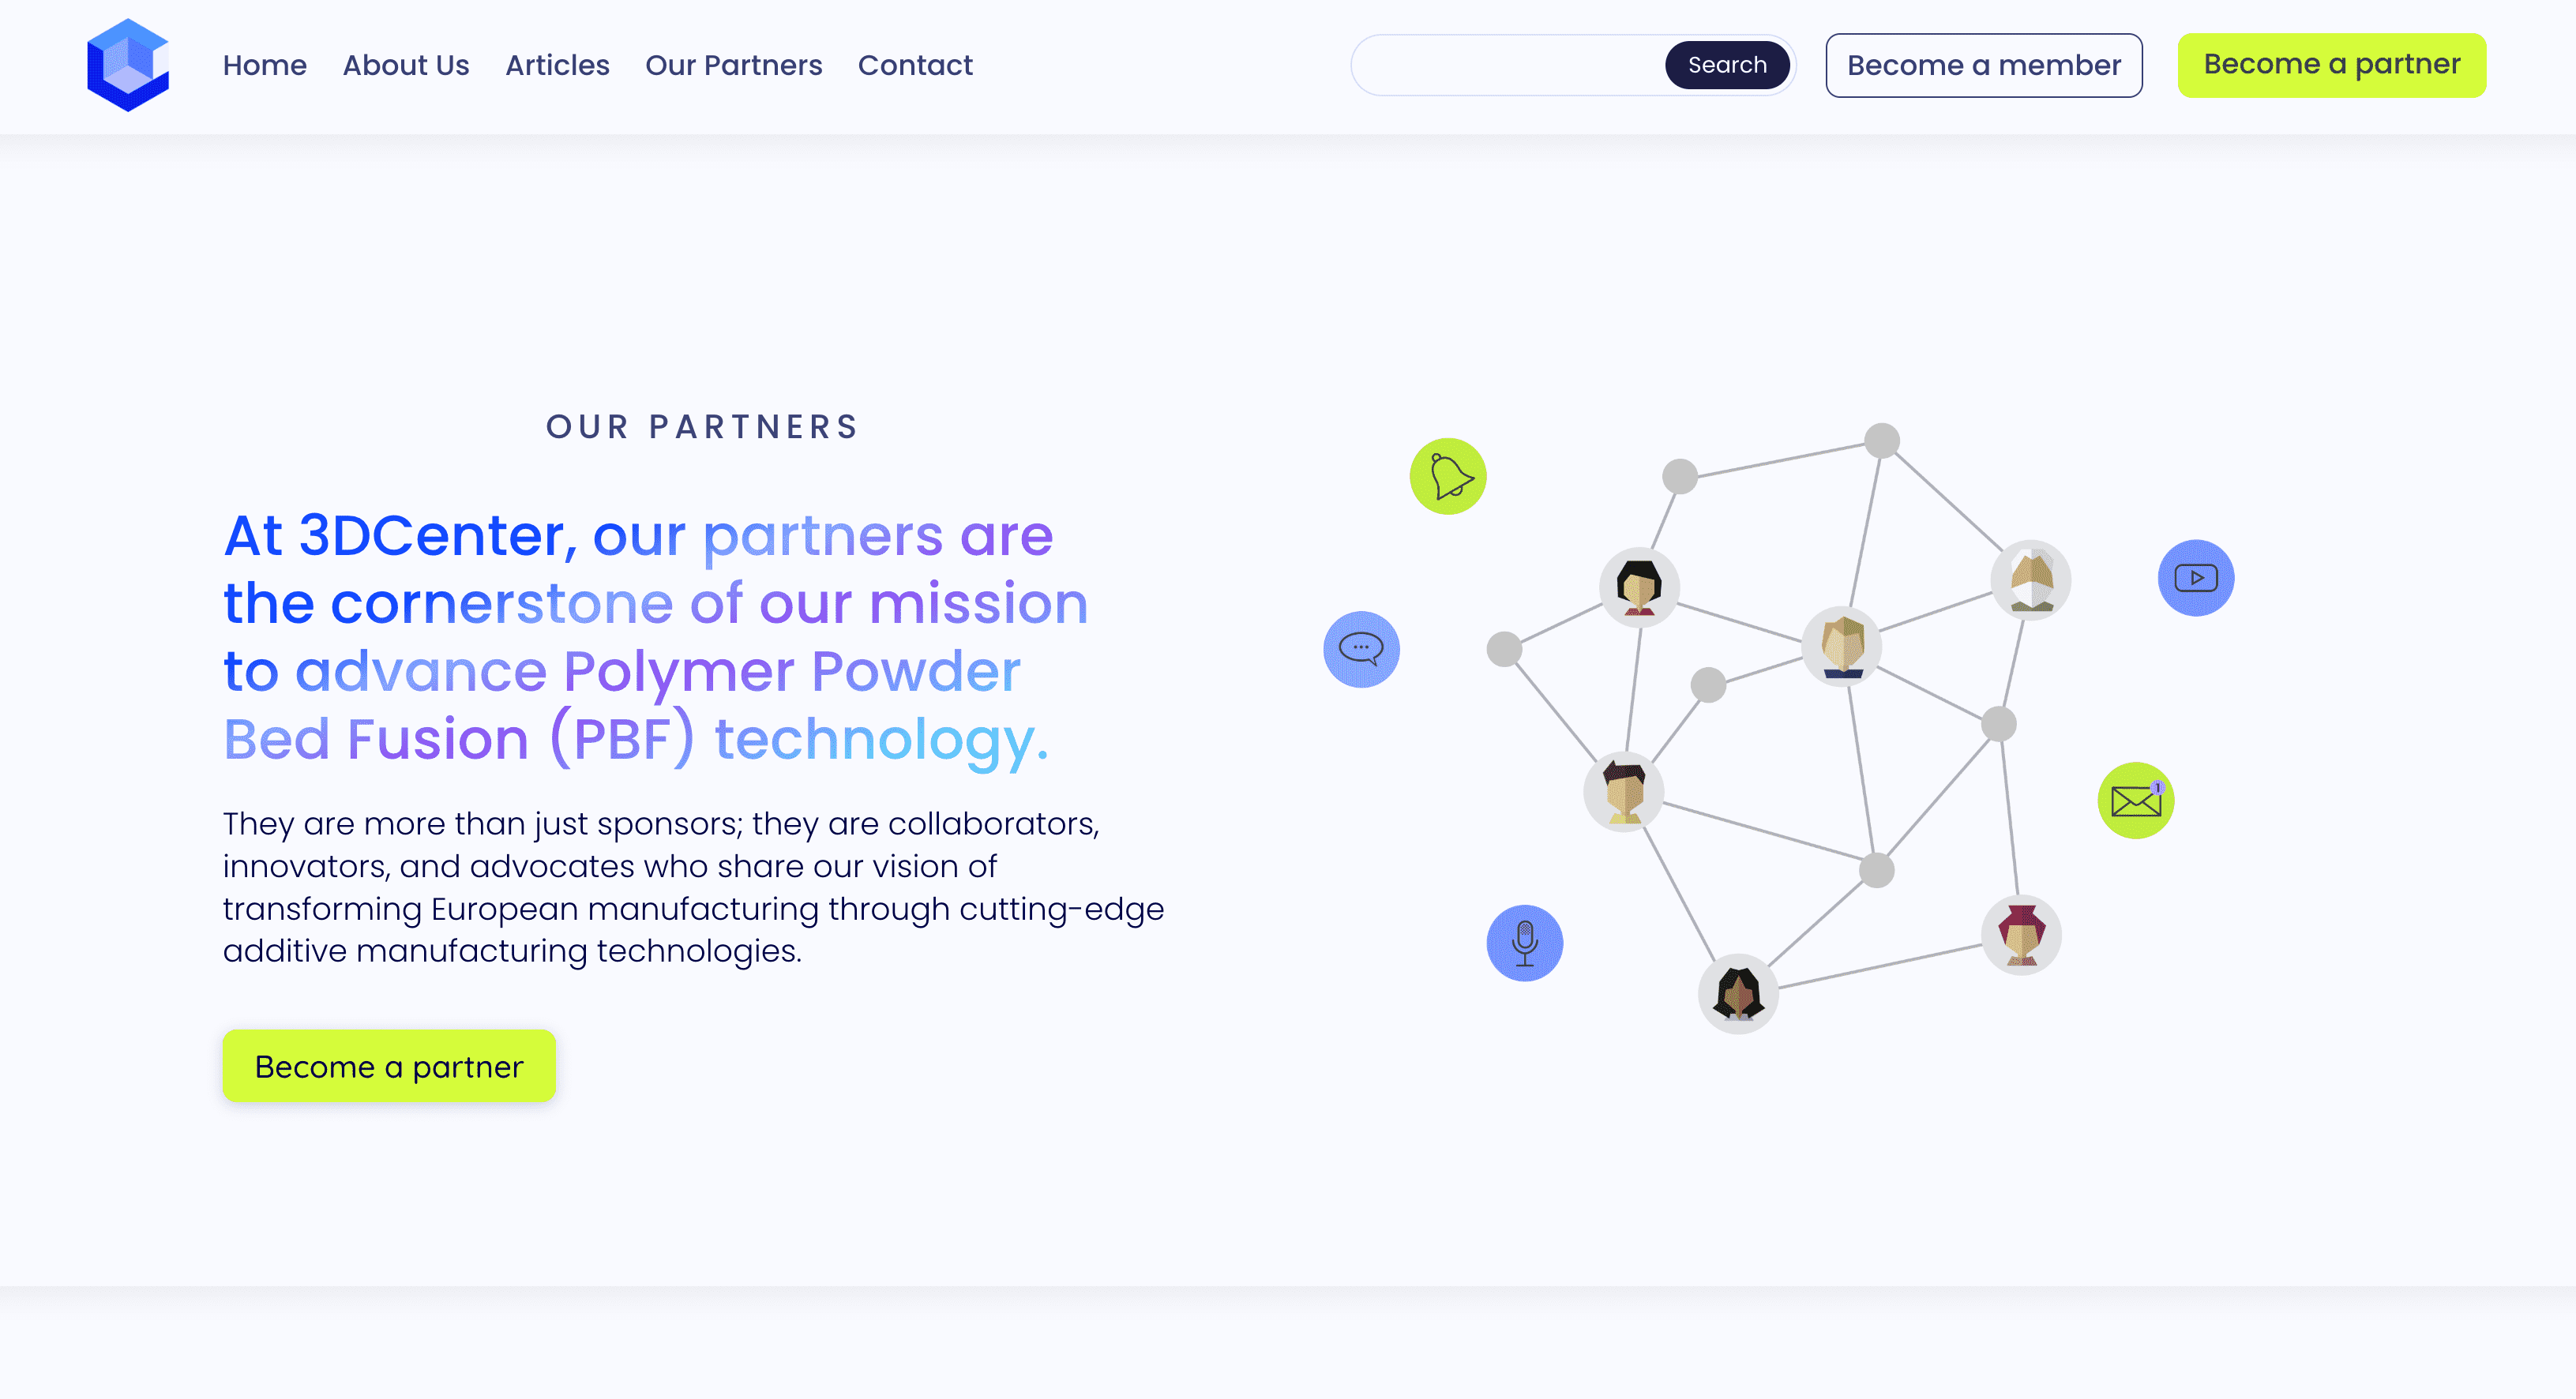 Home
About Us
Articles
Our Partners
Contact
Search
Become a member
Become a partner
OUR PARTNERS
At 3DCenter, our partners are
the cornerstone of our mission
to advance Polymer Powder
Bed Fusion (PBF) technology.
They are more than just sponsors; they are collaborators,
innovators, and advocates who share our vision of
transforming European manufacturing through cutting-edge
additive manufacturing technologies.
Become a partner
1